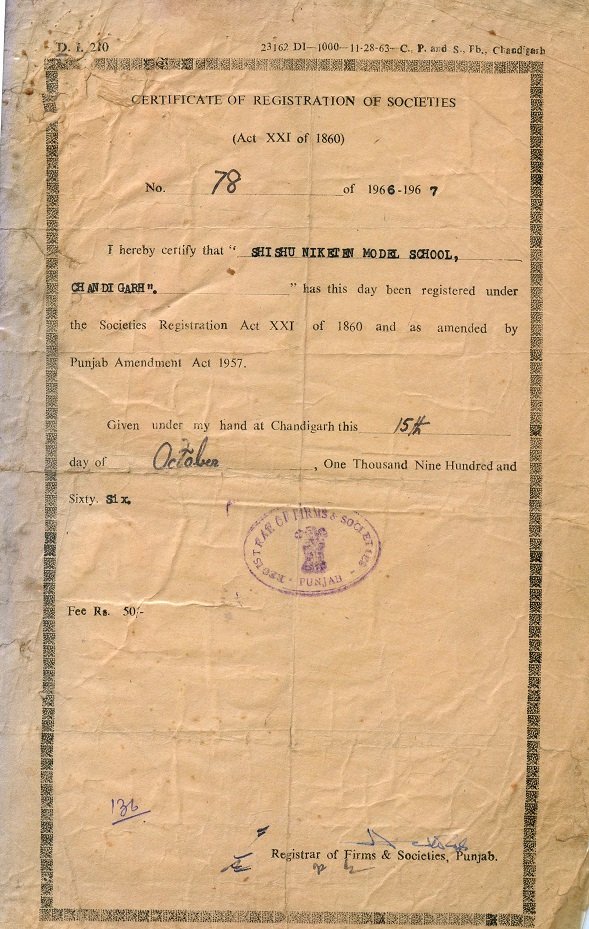 D. I. 210
23162 DI—1000—11-28-63—C., P. and S., Pb., Chandigarh
CERTIFICATE OF REGISTRATION OF SOCIETIES
(Act XXI of 1860)
No. 78 of 1966-1967
I hereby certify that " SHISHU NIKETEN MODEL SCHOOL,
CHANDIGARH". " has this day been registered under
the Societies Registration Act XXI of 1860 and as amended by
Punjab Amendment Act 1957.
Given under my hand at Chandigarh this 15th
day of October , One Thousand Nine Hundred and
Sixty. Six.
REGISTRAR OF FIRMS & SOCIETIES
PUNJAB
Fee Rs. 50/-
136
Registrar of Firms & Societies, Punjab.